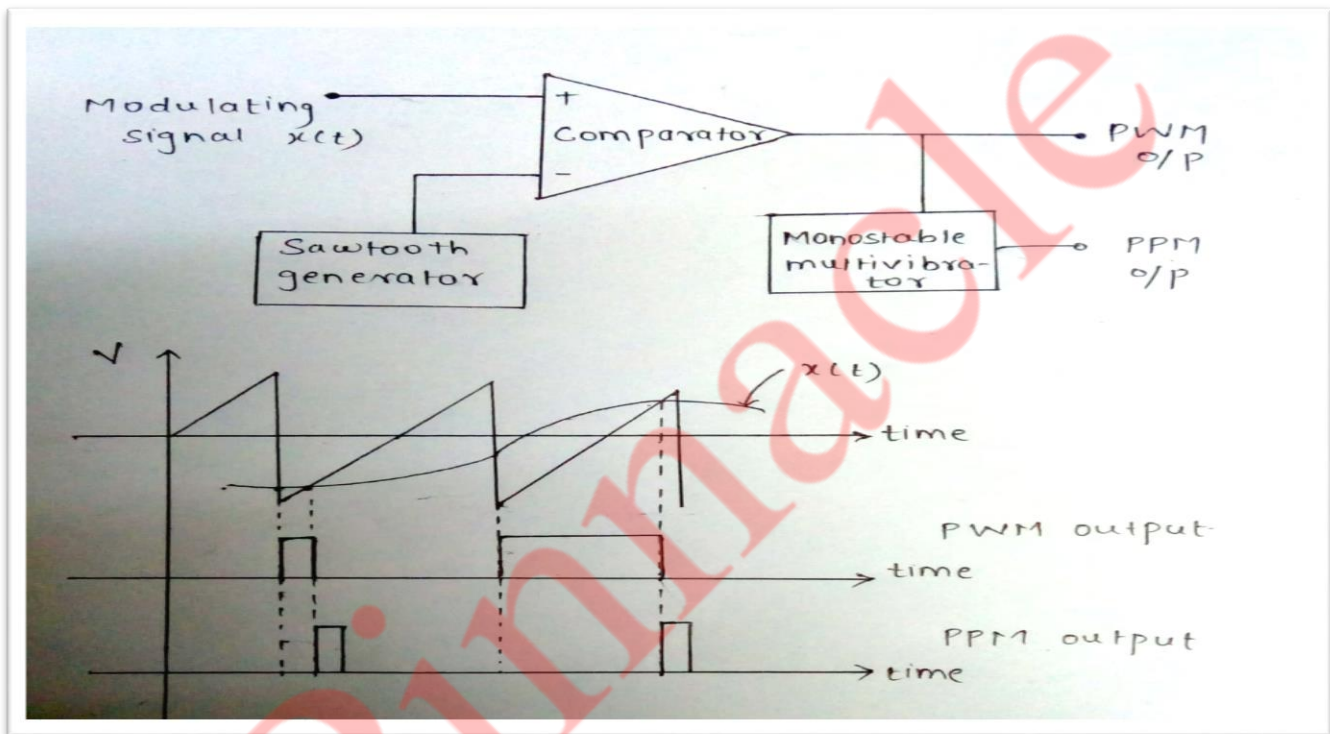 Modulating
signal x(t)
+
Comparator
-
PWM
o/p
Sawtooth
generator
Monostable
multivibra-
tor
PPM
o/p
V
x(t)
time
PWM output
time
PPM output
time
Pinnacle